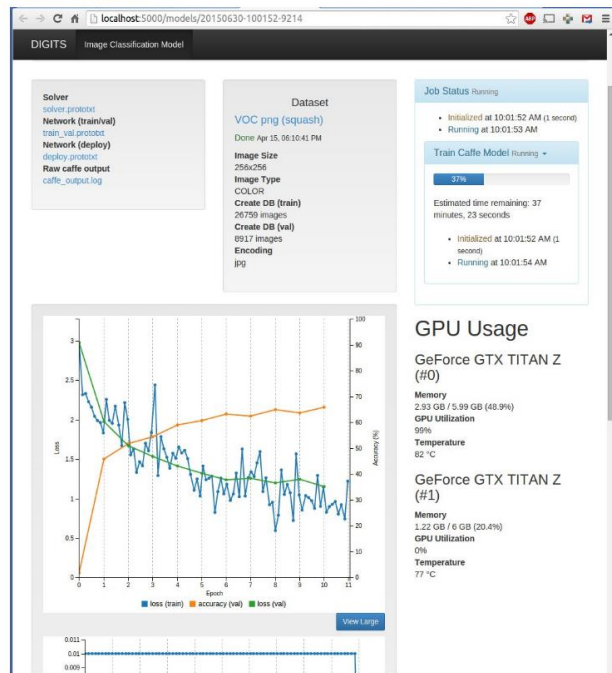 localhost:5000/models/20150630-100152-9214
ABP
DIGITS Image Classification Model
Solver
solver.prototxt
Network (train/val)
train_val.prototxt
Network (deploy)
deploy.prototxt
Raw caffe output
caffe_output.log
Dataset
VOC png (squash)
Done Apr 15, 06:10:41 PM
Image Size
256x256
Image Type
COLOR
Create DB (train)
26759 images
Create DB (val)
8917 images
Encoding
jpg
Job Status Running
Initialized at 10:01:52 AM (1 second)
Running at 10:01:53 AM
Train Caffe Model Running
37%
Estimated time remaining: 37
minutes, 23 seconds
Initialized at 10:01:52 AM (1
second)
Running at 10:01:54 AM
3
2.5
2
1.5
1
0.5
0
Loss
100
90
80
70
60
50
40
30
20
10
0
Accuracy (%)
0 1 2 3 4 5 6 7 8 9 10 11
Epoch
loss (train) accuracy (val) loss (val)
View Large
0.011
0.01
0.009
GPU Usage
GeForce GTX TITAN Z
(#0)
Memory
2.93 GB / 5.99 GB (48.9%)
GPU Utilization
99%
Temperature
82 °C
GeForce GTX TITAN Z
(#1)
Memory
1.22 GB / 6 GB (20.4%)
GPU Utilization
0%
Temperature
77 °C